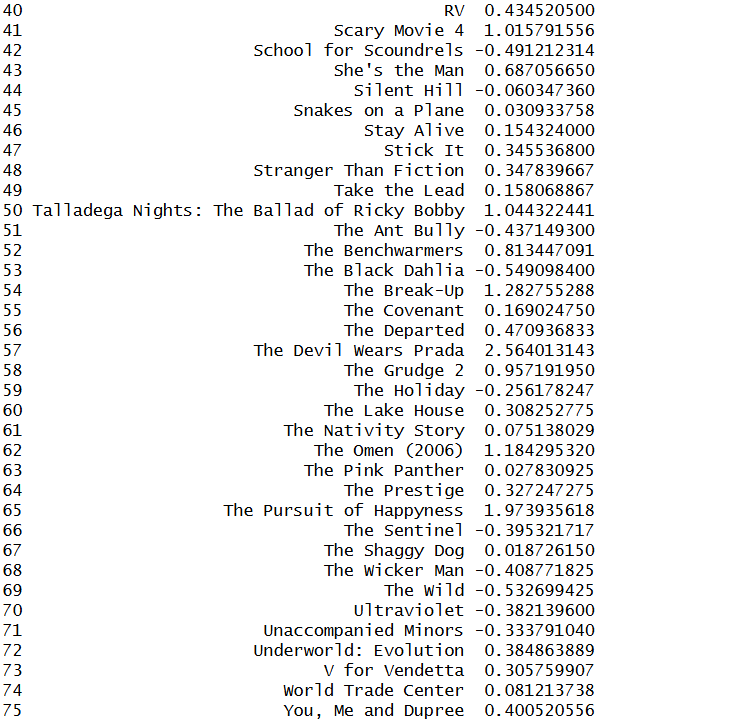 40 RV 0.434520500
41 Scary Movie 4 1.015791556
42 School for Scoundrels -0.491212314
43 She's the Man 0.687056650
44 Silent Hill -0.060347360
45 Snakes on a Plane 0.030933758
46 Stay Alive 0.154324000
47 Stick It 0.345536800
48 Stranger Than Fiction 0.347839667
49 Take the Lead 0.158068867
50 Talladega Nights: The Ballad of Ricky Bobby 1.044322441
51 The Ant Bully -0.437149300
52 The Benchwarmers 0.813447091
53 The Black Dahlia -0.549098400
54 The Break-Up 1.282755288
55 The Covenant 0.169024750
56 The Departed 0.470936833
57 The Devil Wears Prada 2.564013143
58 The Grudge 2 0.957191950
59 The Holiday -0.256178247
60 The Lake House 0.308252775
61 The Nativity Story 0.075138029
62 The Omen (2006) 1.184295320
63 The Pink Panther 0.027830925
64 The Prestige 0.327247275
65 The Pursuit of Happyness 1.973935618
66 The Sentinel -0.395321717
67 The Shaggy Dog 0.018726150
68 The Wicker Man -0.408771825
69 The Wild -0.532699425
70 Ultraviolet -0.382139600
71 Unaccompanied Minors -0.333791040
72 Underworld: Evolution 0.384863889
73 V for Vendetta 0.305759907
74 World Trade Center 0.081213738
75 You, Me and Dupree 0.400520556